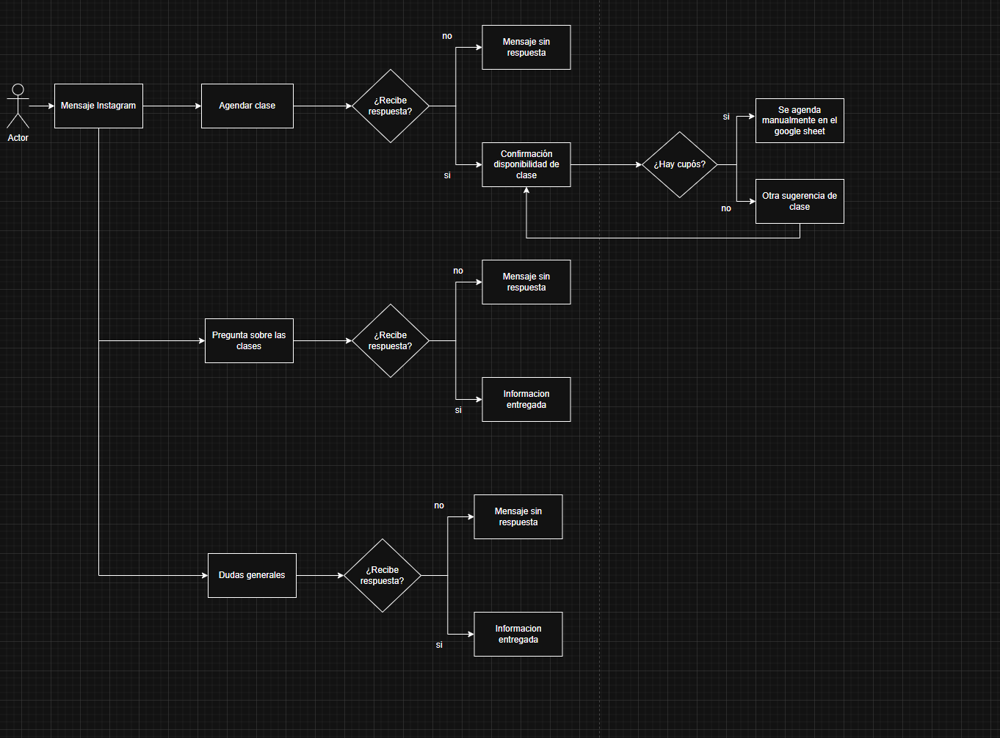 no
Mensaje sin
respuesta
Actor
Mensaje Instagram
Agendar clase
¿Recibe
respuesta?
si
Confirmación
disponibilidad de
clase
¿Hay cupós?
si
Se agenda
manualmente en el
google sheet
no
Otra sugerencia de
clase
no
Mensaje sin
respuesta
Pregunta sobre las
clases
¿Recibe
respuesta?
si
Informacion
entregada
no
Mensaje sin
respuesta
Dudas generales
¿Recibe
respuesta?
si
Informacion
entregada